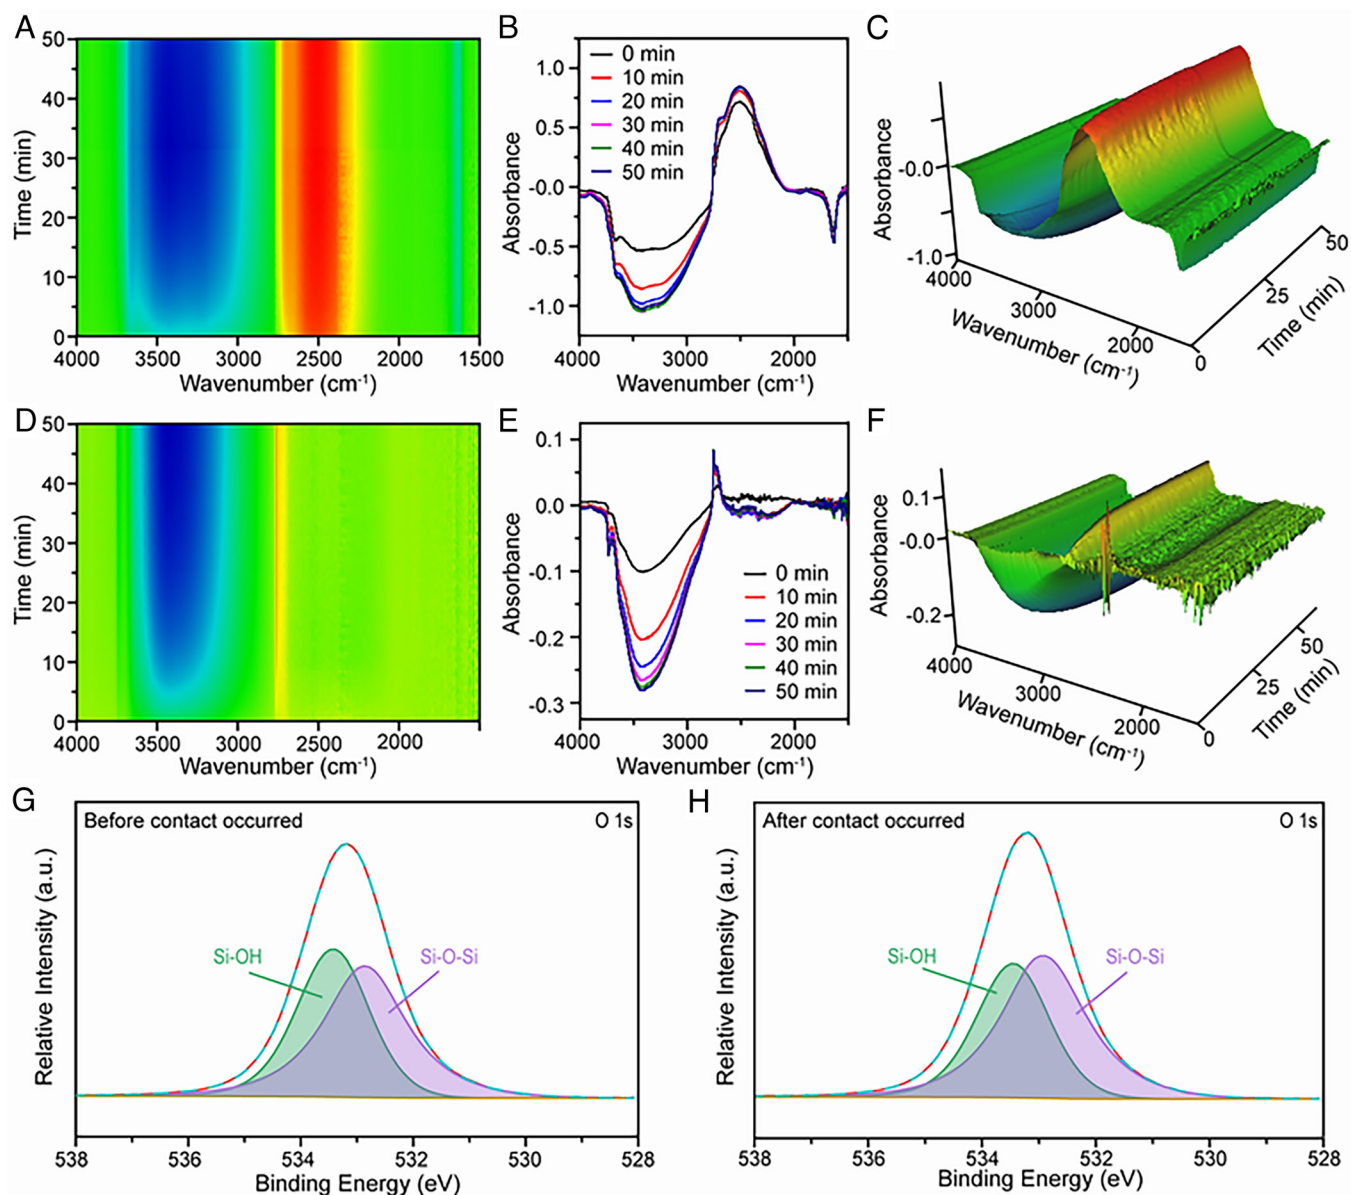 A
50
40
30
20
10
0
Time (min)
4000 3500 3000 2500 2000 1500
Wavenumber (cm-1)
B
0 min
10 min
20 min
30 min
40 min
50 min
1.0
0.5
-0.0
-0.5
-1.0
Absorbance
4000 3000 2000
Wavenumber (cm-1)
C
-0.0
-1.0
Absorbance
4000
3000
2000
Wavenumber (cm-1)
0
25
50
Time (min)
D
50
40
30
20
10
0
Time (min)
4000 3500 3000 2500 2000
Wavenumber (cm-1)
E
0.1
0.0
-0.1
-0.2
-0.3
Absorbance
0 min
10 min
20 min
30 min
40 min
50 min
4000 3000 2000
Wavenumber (cm-1)
F
0.1
-0.0
-0.2
Absorbance
4000
3000
2000
Wavenumber (cm-1)
0
25
50
Time (min)
G
Before contact occurred O 1s
Si-OH Si-O-Si
Relative Intensity (a.u.)
538 536 534 532 530 528
Binding Energy (eV)
H
After contact occurred O 1s
Si-OH Si-O-Si
Relative Intensity (a.u.)
538 536 534 532 530 528
Binding Energy (eV)